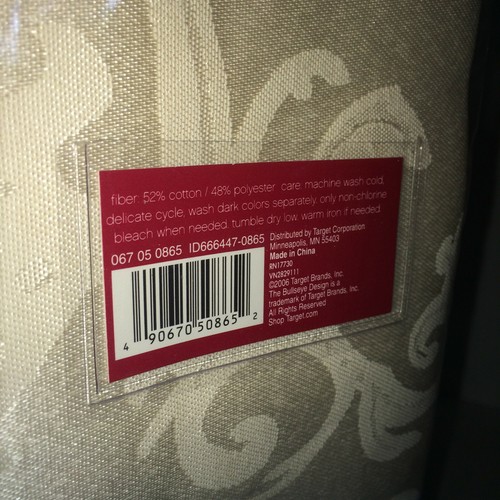 fiber: 52% cotton / 48% polyester care: machine wash cold,
delicate cycle, wash dark colors separately. only non-chlorine
bleach when needed. tumble dry low. warm iron if needed
067 05 0865 ID666447-0865
4 90670 50865 2
Distributed by Target Corporation
Minneapolis, MN 55403
Made in China
RN17730
VN2829111
©2006 Target Brands, Inc.
The Bullseye Design is a
trademark of Target Brands, Inc.
All Rights Reserved
Shop Target.com